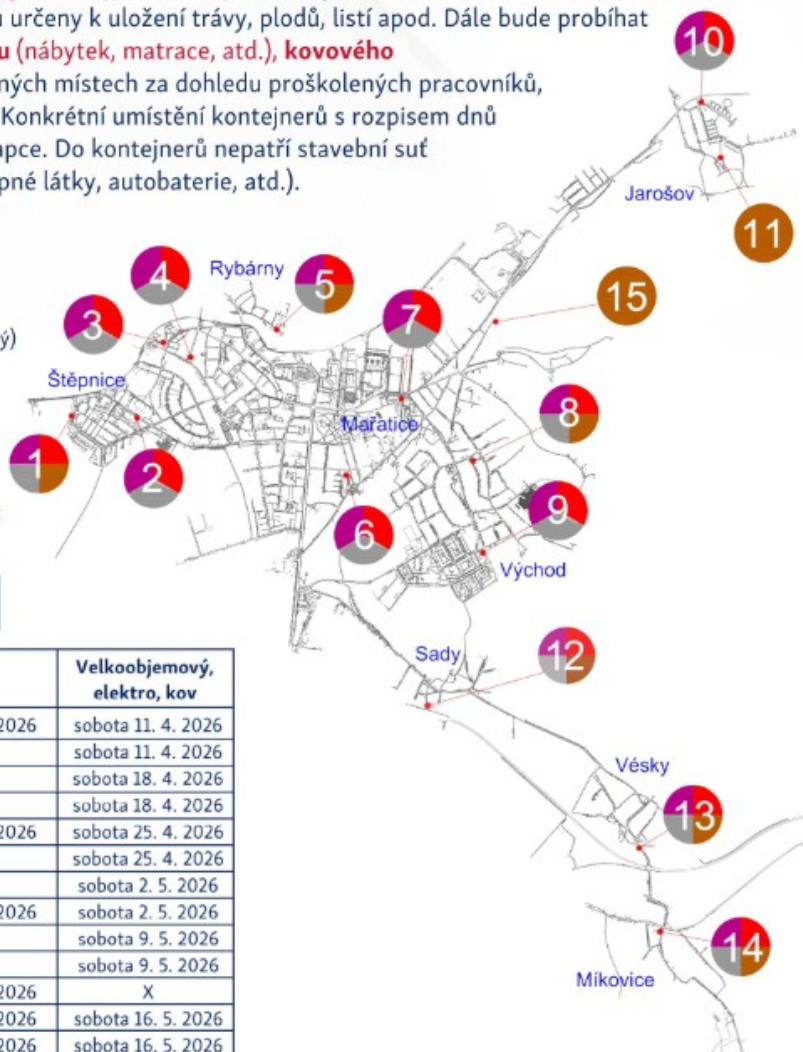 určeny k uložení trávy, plodů, listí apod. Dále bude probíhat
(nábytek, matrace, atd.), kovového
ných místech za dohledu proškolených pracovníků,
Konkrétní umístění kontejnerů s rozpisem dnů
apce. Do kontejnerů nepatří stavební suť
pné látky, autobaterie, atd.).
10
Jarošov
11
4
Rybárny
5
15
3
7
ý)
Štěpnice
Mařatice
8
1
2
9
6
Východ
Sady
12
Vésky
13
14
Míkovice
Velkoobjemový,
elektro, kov
2026 sobota 11. 4. 2026
sobota 11. 4. 2026
sobota 18. 4. 2026
sobota 18. 4. 2026
2026 sobota 25. 4. 2026
sobota 25. 4. 2026
sobota 2. 5. 2026
2026 sobota 2. 5. 2026
sobota 9. 5. 2026
sobota 9. 5. 2026
2026 X
2026 sobota 16. 5. 2026
2026 sobota 16. 5. 2026